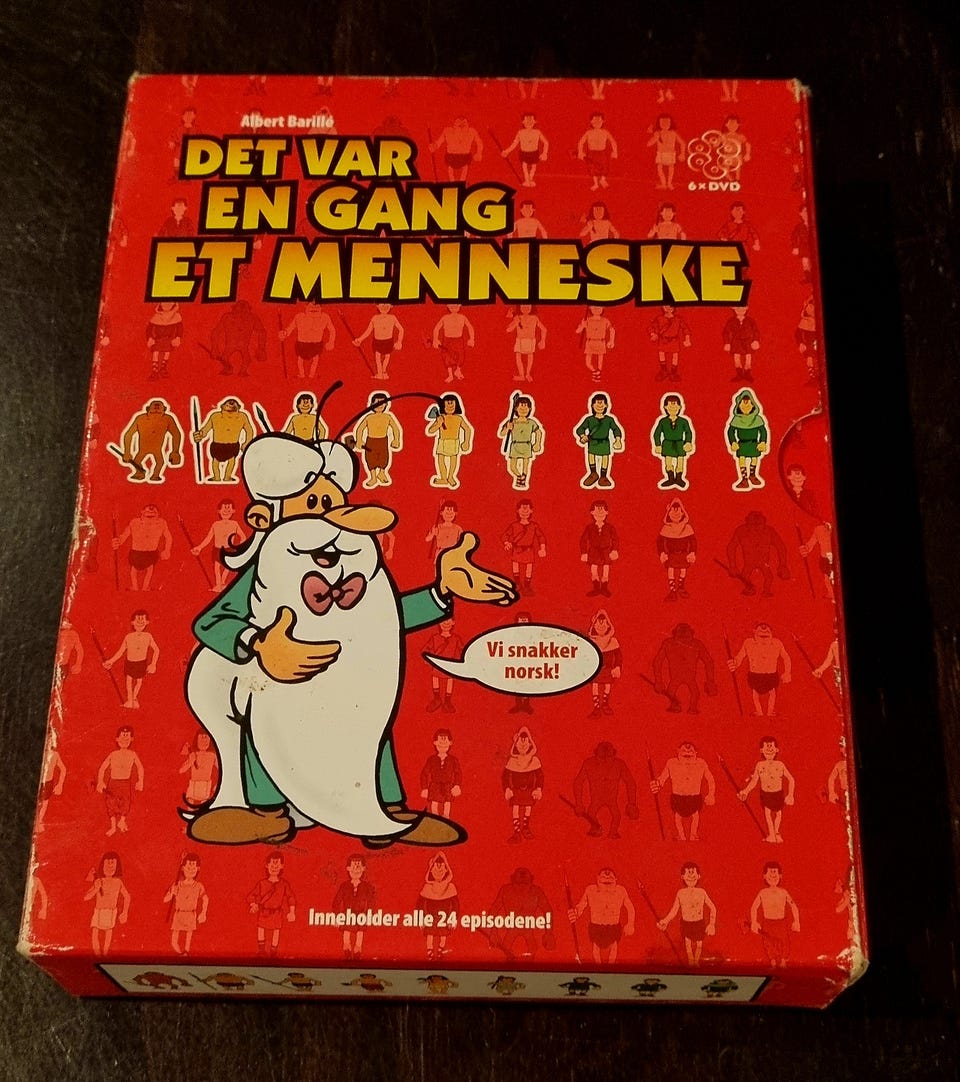 Albert Barillé
DET VAR
EN GANG
ET MENNESKE
6×DVD
Vi snakker
norsk!
Inneholder alle 24 episodene!